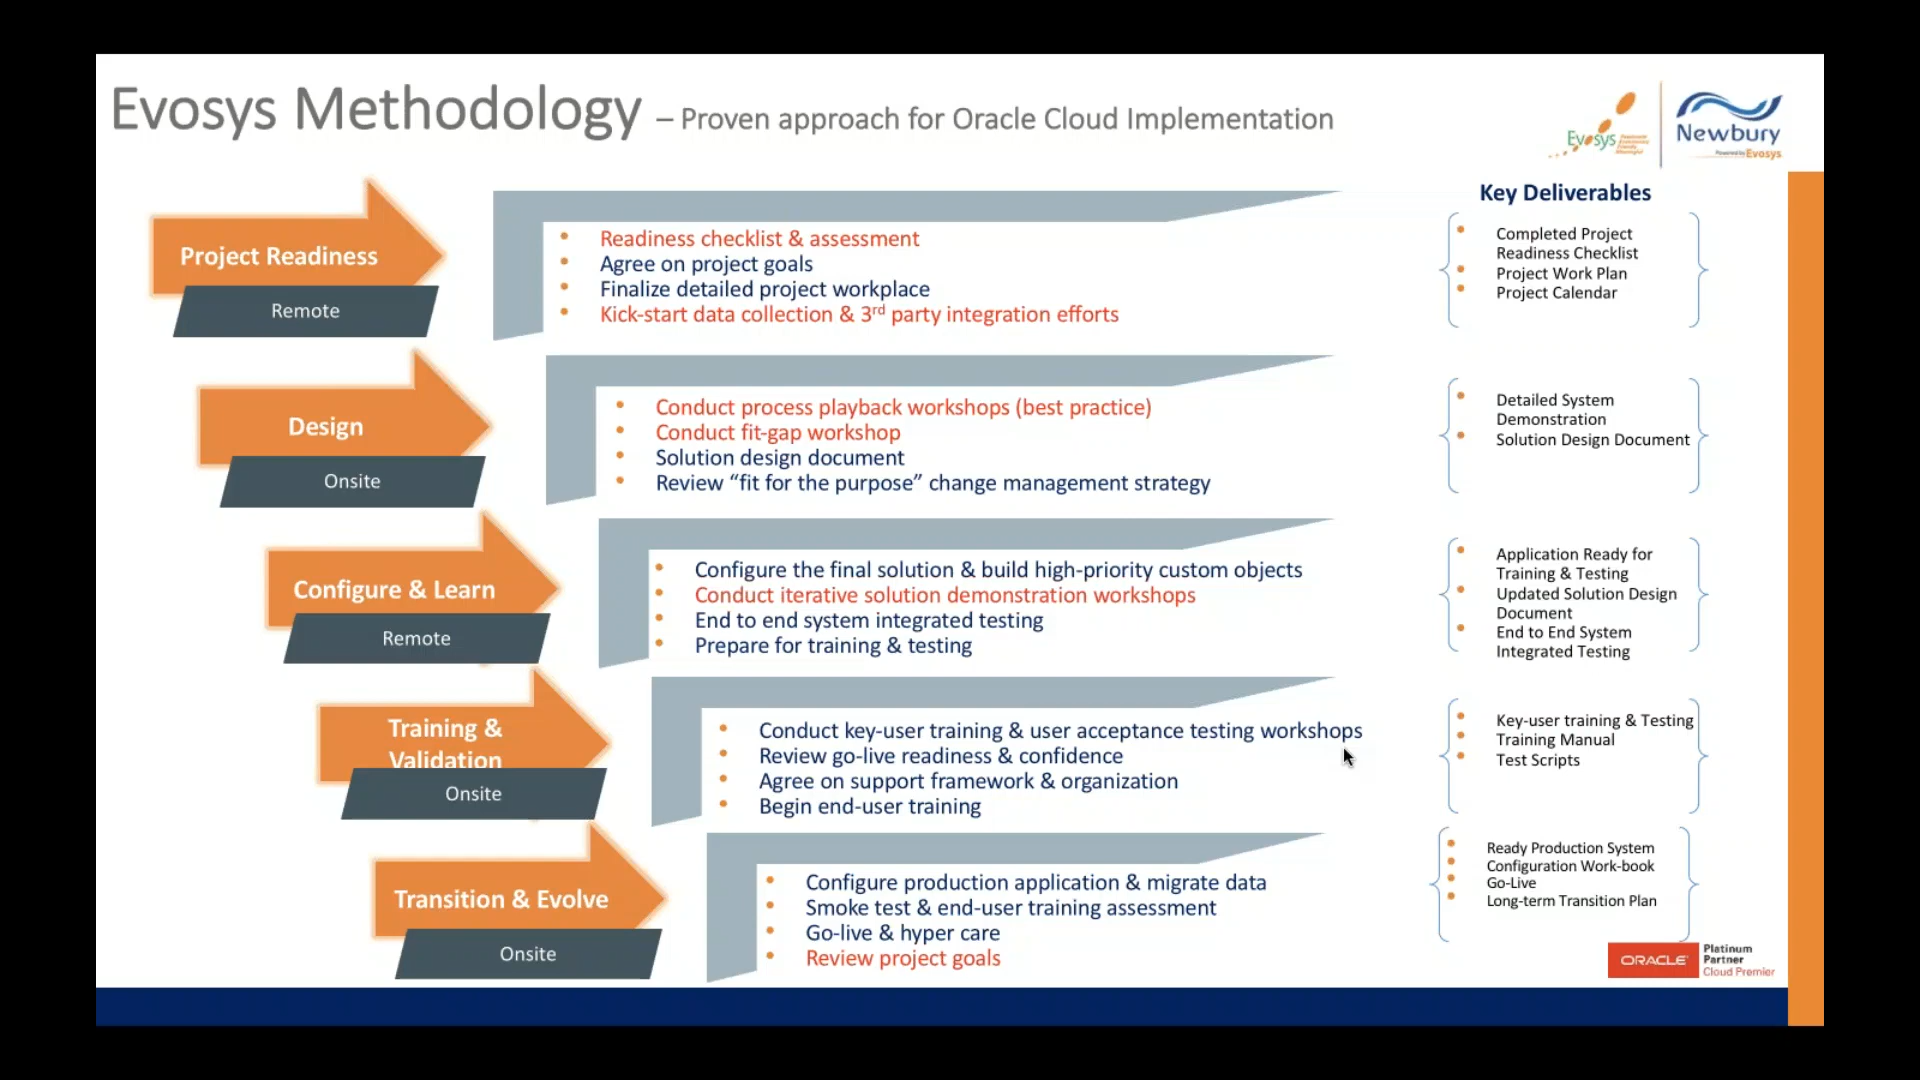 Evosys Methodology – Proven approach for Oracle Cloud Implementation
Evosys
Newbury
Powered by Evosys
Key Deliverables
Project Readiness
Remote
• Readiness checklist & assessment
• Agree on project goals
• Finalize detailed project workplace
• Kick-start data collection & 3rd party integration efforts
• Completed Project
Readiness Checklist
• Project Work Plan
• Project Calendar
Design
Onsite
• Conduct process playback workshops (best practice)
• Conduct fit-gap workshop
• Solution design document
• Review “fit for the purpose” change management strategy
• Detailed System
Demonstration
• Solution Design Document
Configure & Learn
Remote
• Configure the final solution & build high-priority custom objects
• Conduct iterative solution demonstration workshops
• End to end system integrated testing
• Prepare for training & testing
• Application Ready for
Training & Testing
• Updated Solution Design
Document
• End to End System
Integrated Testing
Training &
Validation
Onsite
• Conduct key-user training & user acceptance testing workshops
• Review go-live readiness & confidence
• Agree on support framework & organization
• Begin end-user training
• Key-user training & Testing
• Training Manual
• Test Scripts
Transition & Evolve
Onsite
• Configure production application & migrate data
• Smoke test & end-user training assessment
• Go-live & hyper care
• Review project goals
• Ready Production System
• Configuration Work-book
• Go-Live
• Long-term Transition Plan
ORACLE
Platinum
Partner
Cloud Premier